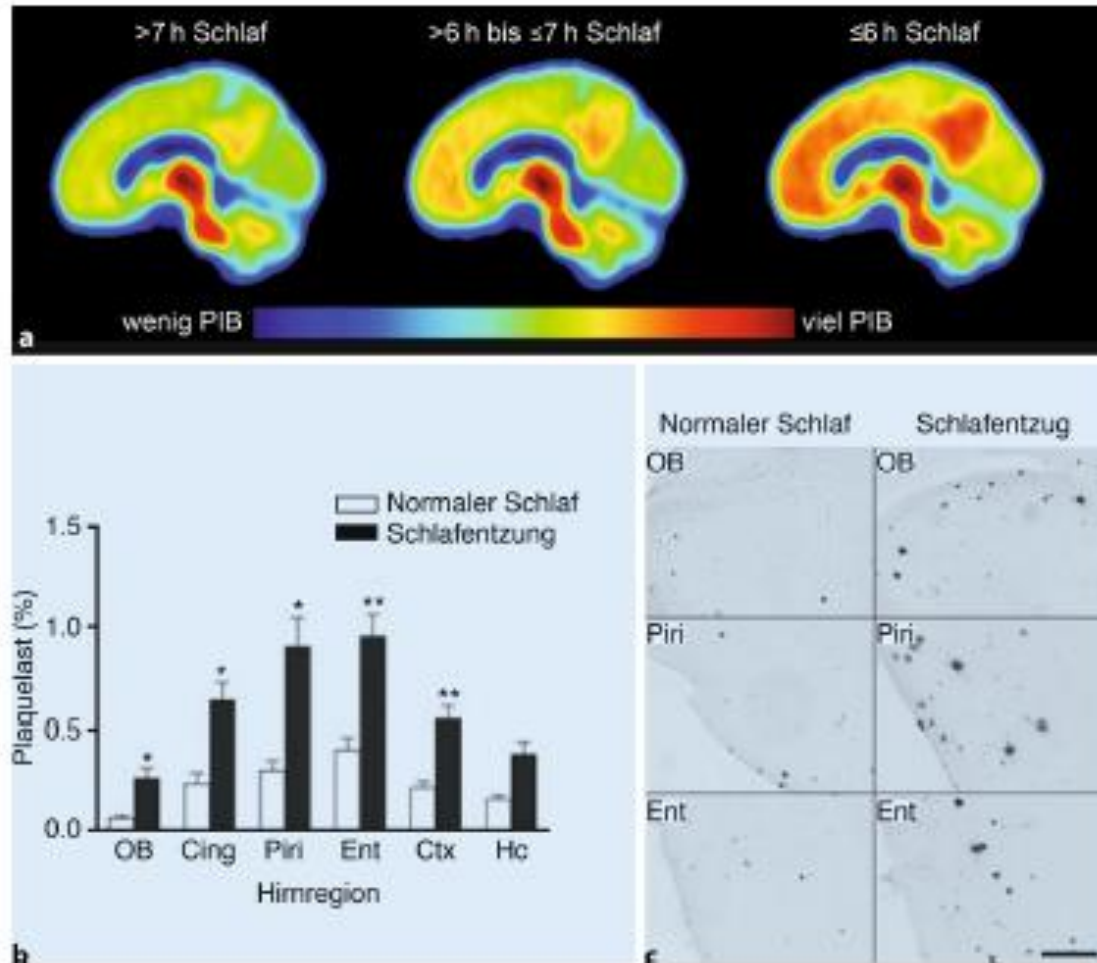 >7 h Schlaf
>6 h bis ≤7 h Schlaf
≤6 h Schlaf
wenig PIB
viel PIB
a
Normaler Schlaf
Schlafentzung
1.5
1.0
0.5
0.0
Plaquelast (%)
* * * ** **
OB Cing Piri Ent Ctx Hc
Hirnregion
b
Normaler Schlaf
Schlafentzug
OB
OB
Piri
Piri
Ent
Ent
c